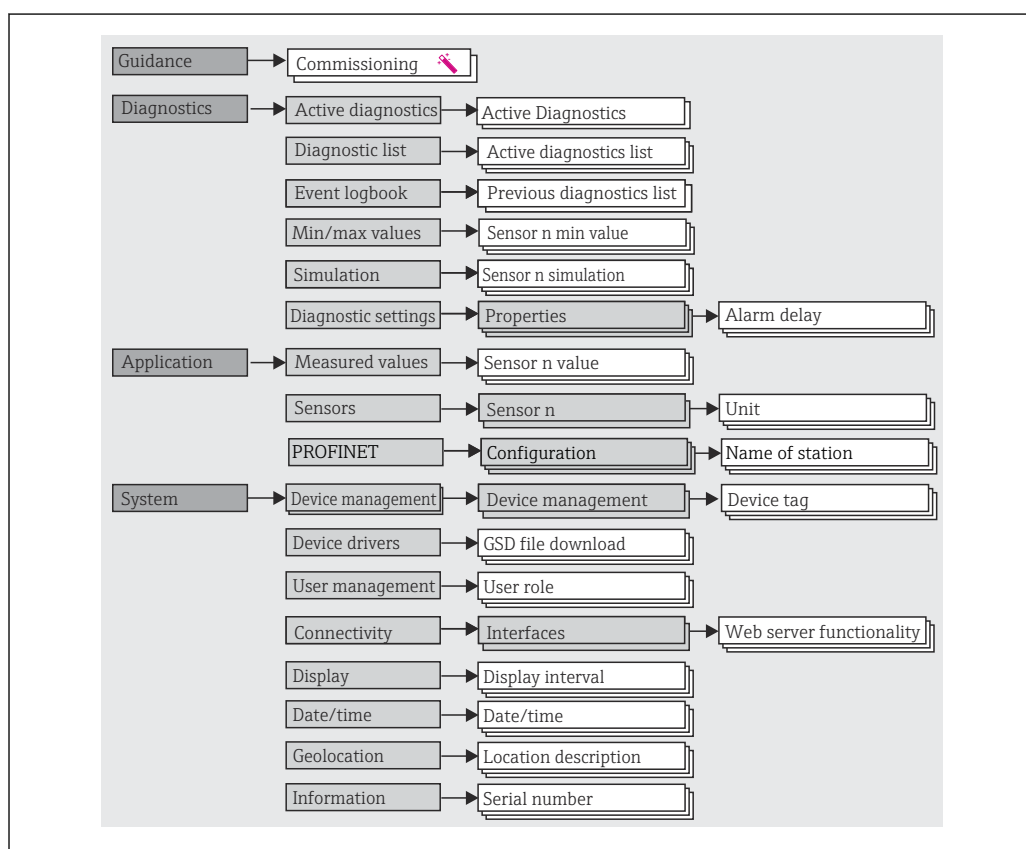 Guidance
Commissioning
Diagnostics
Active diagnostics
Active Diagnostics
Diagnostic list
Active diagnostics list
Event logbook
Previous diagnostics list
Min/max values
Sensor n min value
Simulation
Sensor n simulation
Diagnostic settings
Properties
Alarm delay
Application
Measured values
Sensor n value
Sensors
Sensor n
Unit
PROFINET
Configuration
Name of station
System
Device management
Device management
Device tag
Device drivers
GSD file download
User management
User role
Connectivity
Interfaces
Web server functionality
Display
Display interval
Date/time
Date/time
Geolocation
Location description
Information
Serial number